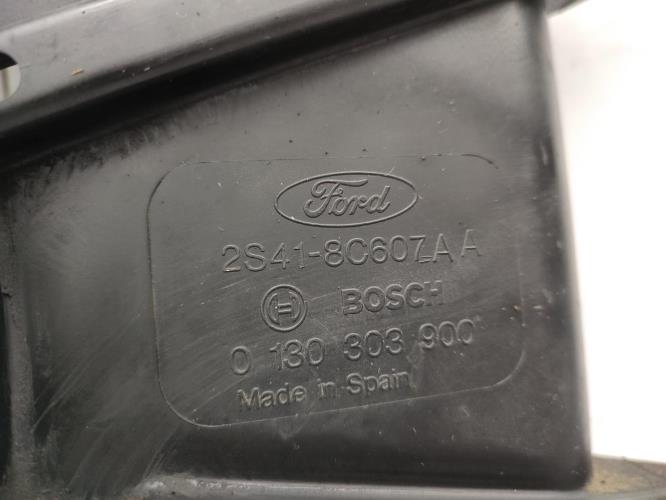 Ford
2S41-8C607AA
BOSCH
0 130 303 900
Made in Spain